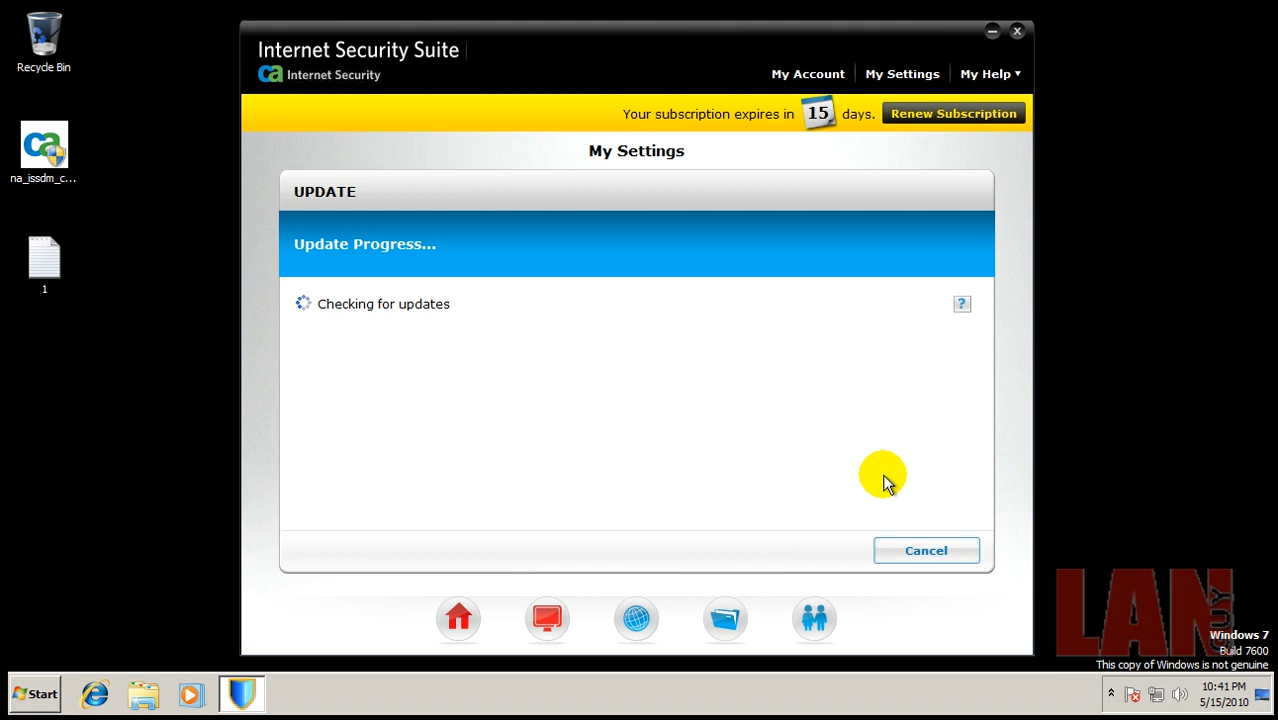 Recycle Bin
na_issdm_c...
1
Internet Security Suite
ca Internet Security
My Account
My Settings
My Help
Your subscription expires in 15 days.
Renew Subscription
My Settings
UPDATE
Update Progress...
Checking for updates
?
Cancel
LAN
GUY
Windows 7
Build 7600
This copy of Windows is not genuine
Start
10:41 PM
5/15/2010